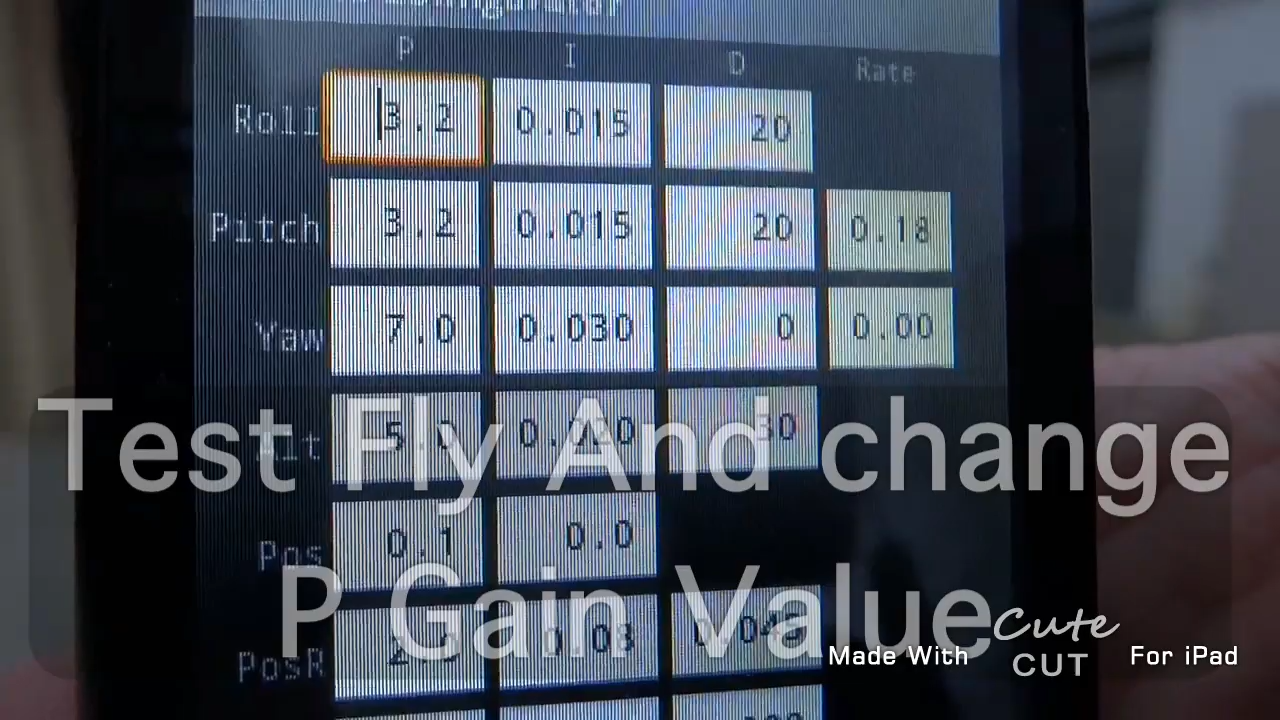 P I D Rate
Roll 3.2 0.015 20
Pitch 3.2 0.015 20 0.18
Yaw 7.0 0.030 0 0.00
Alt 30
Test Fly And change
Pos 0.1 0.0
P Gain Value
PosR
Cute
CUT
Made With For iPad